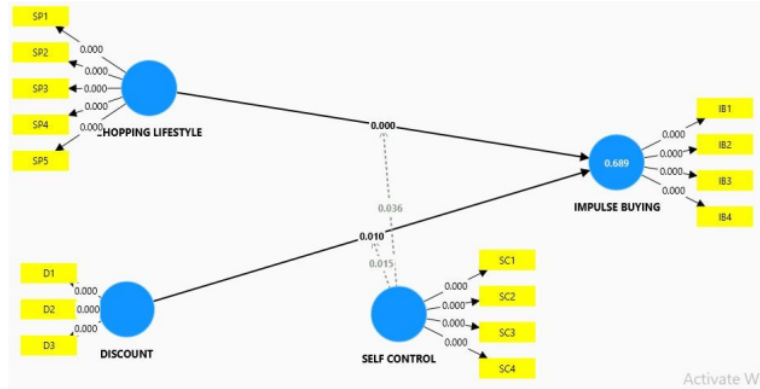 SP1
0.000
SP2
0.000
SP3
0.000
0.000
SP4
0.000
HOPPING LIFESTYLE
SP5
0.000
0.036
0.010
0.015
IB1
0.000
IB2
0.000
0.689
0.000
IB3
0.000
IMPULSE BUYING
IB4
D1
0.000
D2
0.000
0.000
D3
DISCOUNT
SC1
0.000
SC2
0.000
0.000
SC3
0.000
SELF CONTROL
SC4
Activate W